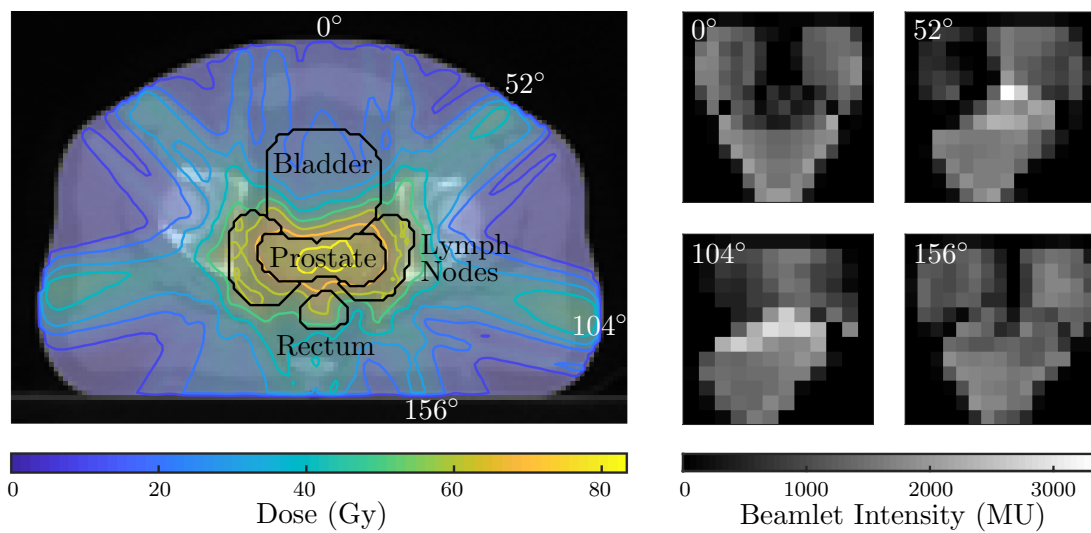 0°
52°
Bladder
Prostate
Lymph
Nodes
104°
Rectum
156°
0 20 40 60 80
Dose (Gy)
0°
52°
104°
156°
0 1000 2000 3000
Beamlet Intensity (MU)